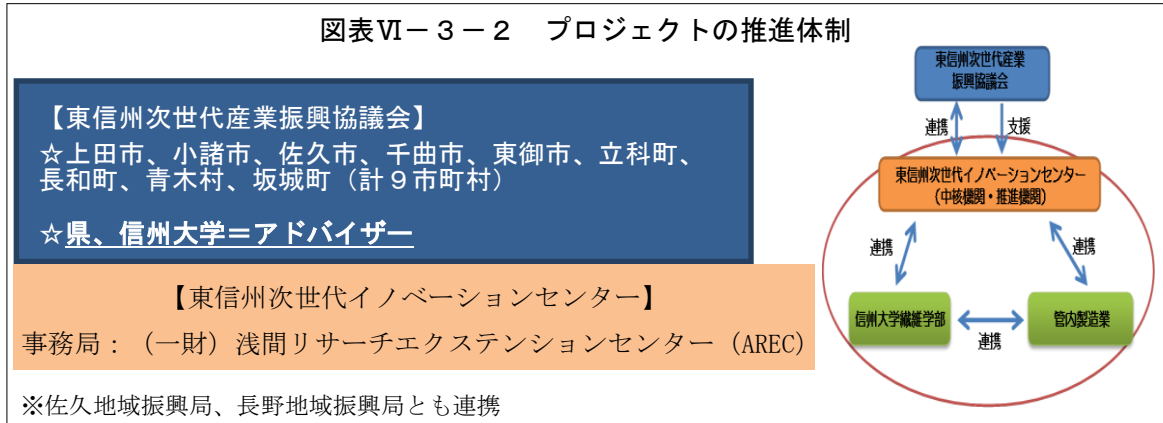 図表Ⅵ－３－２　プロジェクトの推進体制
【東信州次世代産業振興協議会】
☆上田市、小諸市、佐久市、千曲市、東御市、立科町、
長和町、青木村、坂城町（計９市町村）
☆県、信州大学＝アドバイザー
【東信州次世代イノベーションセンター】
事務局：（一財）浅間リサーチエクステンションセンター（AREC）
※佐久地域振興局、長野地域振興局とも連携
東信州次世代産業
振興協議会
連携
支援
東信州次世代イノベーションセンター
（中核機関・推進機関）
連携
連携
信州大学繊維学部
管内製造業
連携